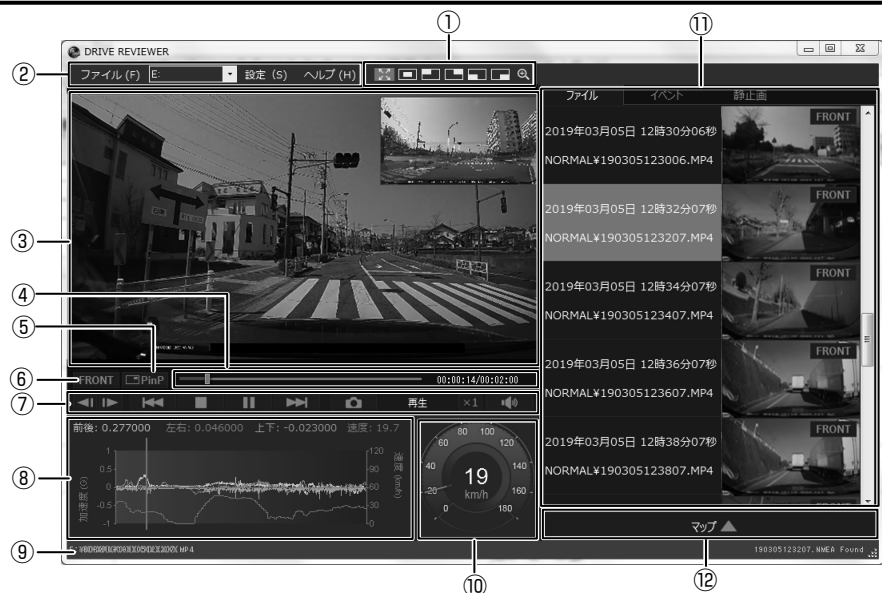 ①
⑪
DRIVE REVIEWER
② ファイル (F) E: 設定 (S) ヘルプ (H)
ファイル イベント 静止画
2019年03月05日 12時30分06秒
NORMAL¥190305123006.MP4
FRONT
2019年03月05日 12時32分07秒
NORMAL¥190305123207.MP4
FRONT
2019年03月05日 12時34分07秒
NORMAL¥190305123407.MP4
FRONT
2019年03月05日 12時36分07秒
NORMAL¥190305123607.MP4
FRONT
2019年03月05日 12時38分07秒
NORMAL¥190305123807.MP4
FRONT
③
④
⑤
⑥ FRONT PinP 00:00:14/00:02:00
⑦ 再生 ×1
前後: 0.277000 左右: 0.046000 上下: -0.023000 速度: 19.7
⑧
加速度 (G)
1
0.5
0
-0.5
-1
120
90
60
30
0
速度 (km/h)
0 20 40 60 80 100 120 140 160 180
19
km/h
マップ
⑨
190305123207.NMEA Found
⑩
⑫